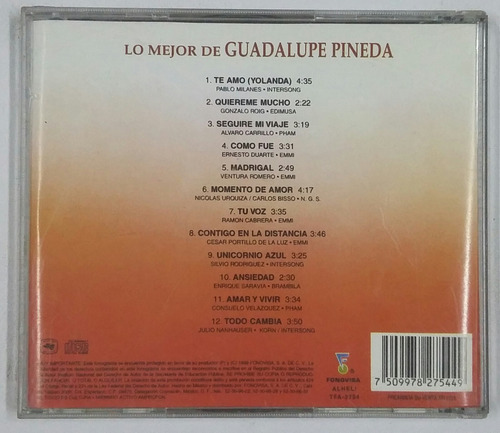 LO MEJOR DE GUADALUPE PINEDA
1. TE AMO (YOLANDA) 4:35
PABLO MILANES • INTERSONG
2. QUIEREME MUCHO 2:22
GONZALO ROIG • EDIMUSA
3. SEGUIRE MI VIAJE 3:19
ALVARO CARRILLO • PHAM
4. COMO FUE 3:31
ERNESTO DUARTE • EMMI
5. MADRIGAL 2:49
VENTURA ROMERO • EMMI
6. MOMENTO DE AMOR 4:17
NICOLAS URQUIZA / CARLOS BISSO • N. G. S.
7. TU VOZ 3:35
RAMON CABRERA • EMMI
8. CONTIGO EN LA DISTANCIA 3:46
CESAR PORTILLO DE LA LUZ • EMMI
9. UNICORNIO AZUL 3:25
SILVIO RODRIGUEZ • INTERSONG
10. ANSIEDAD 2:30
ENRIQUE SARAVIA • BRAMBILA
11. AMAR Y VIVIR 3:34
CONSUELO VELAZQUEZ • PHAM
12. TODO CAMBIA 3:50
JULIO NANHAUSER • KORN / INTERSONG
FONOVISA
7 509978 275449